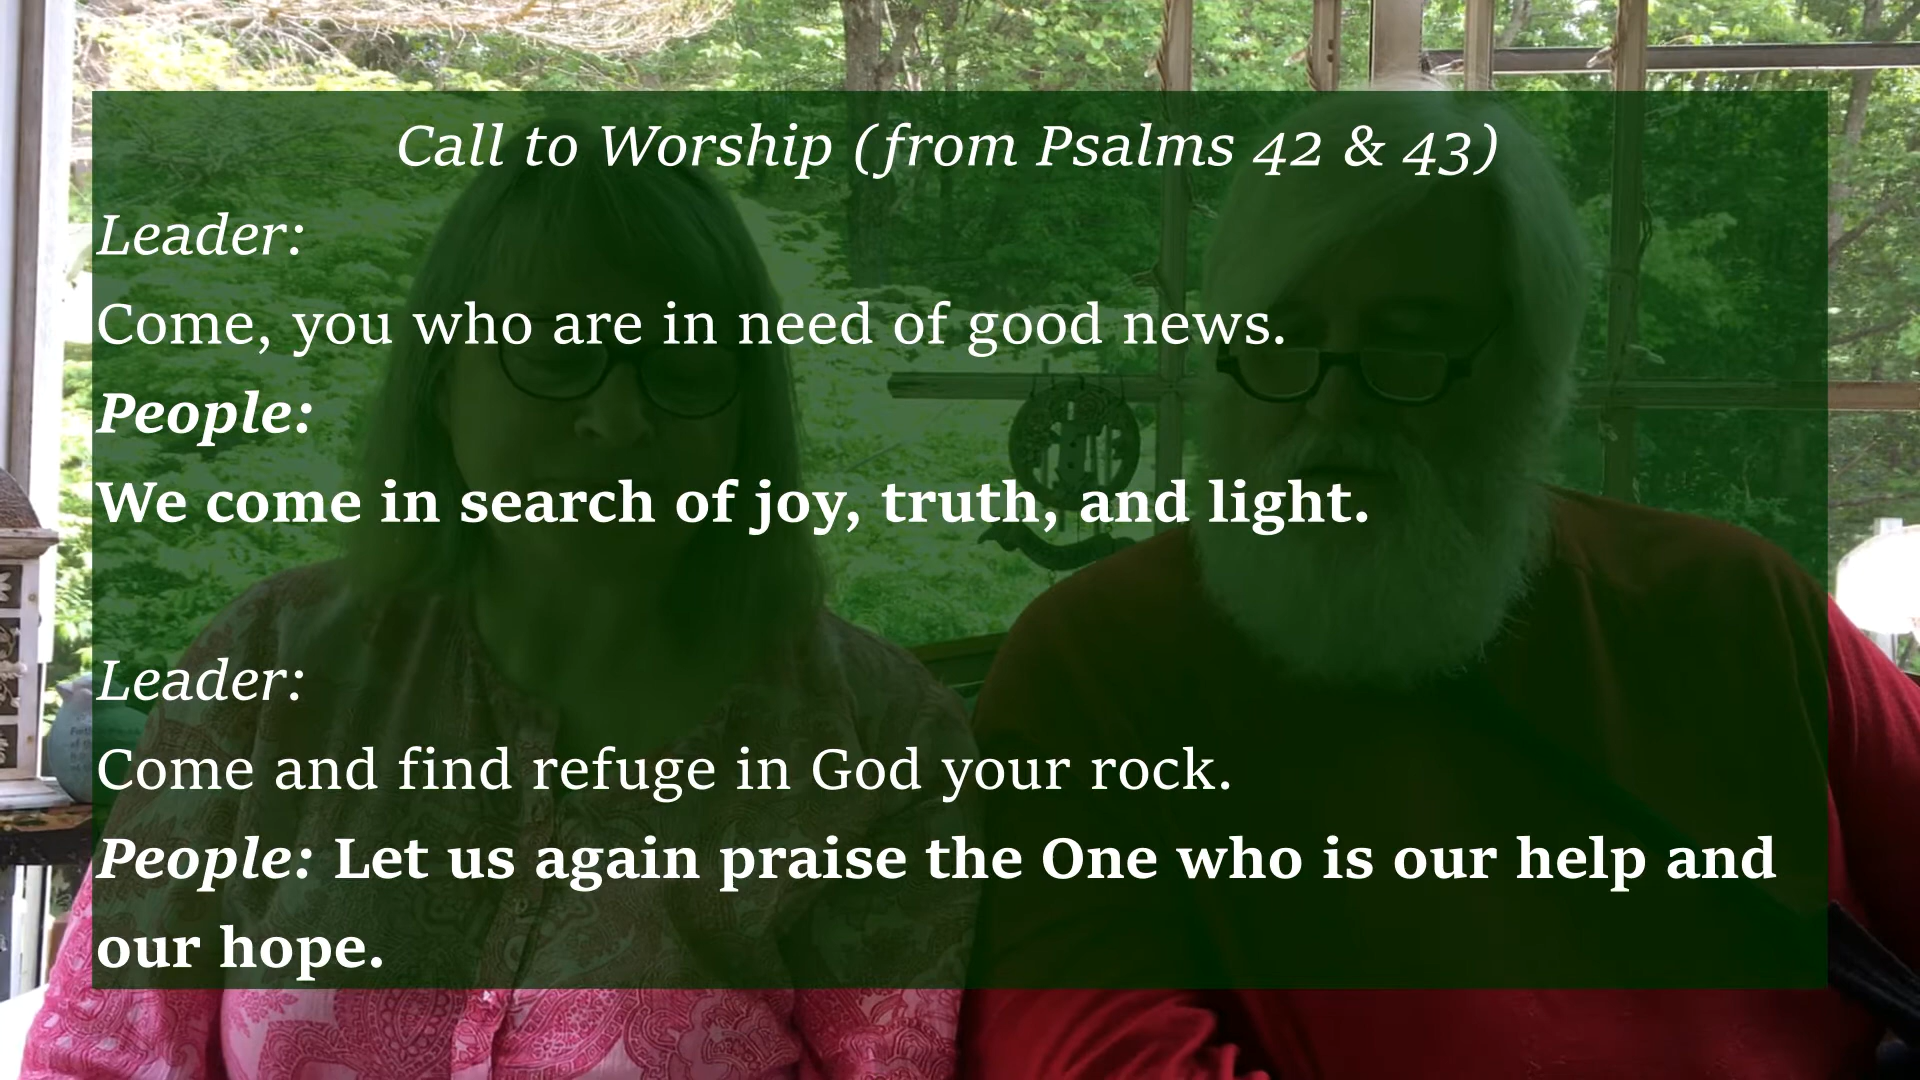 Call to Worship (from Psalms 42 & 43)
Leader:
Come, you who are in need of good news.
People:
We come in search of joy, truth, and light.
Leader:
Come and find refuge in God your rock.
People: Let us again praise the One who is our help and
our hope.